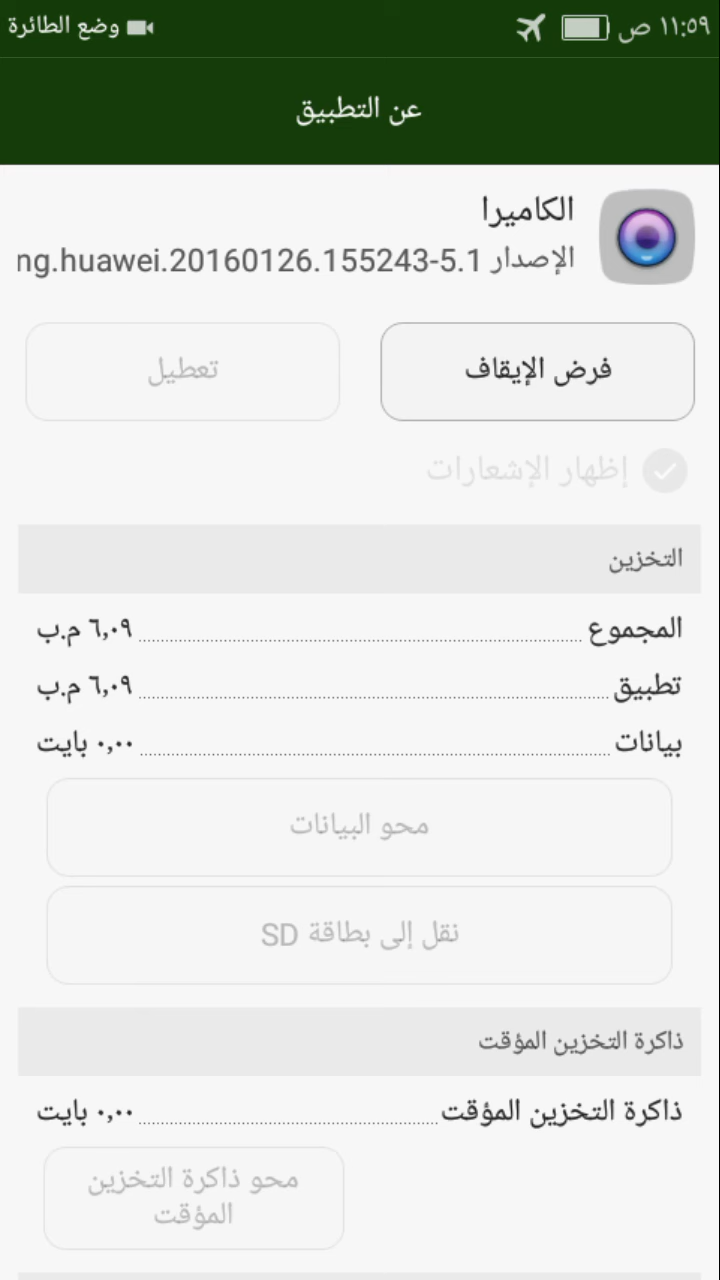 ١١:٥٩ ص وضع الطائرة
عن التطبيق
الكاميرا
الإصدار ng.huawei.20160126.155243-5.1
فرض الإيقاف
تعطيل
إظهار الإشعارات
التخزين
المجموع ٦,٠٩ م.ب
تطبيق ٦,٠٩ م.ب
بيانات ٠,٠٠ بايت
محو البيانات
نقل إلى بطاقة SD
ذاكرة التخزين المؤقت
ذاكرة التخزين المؤقت ٠,٠٠ بايت
محو ذاكرة التخزين
المؤقت